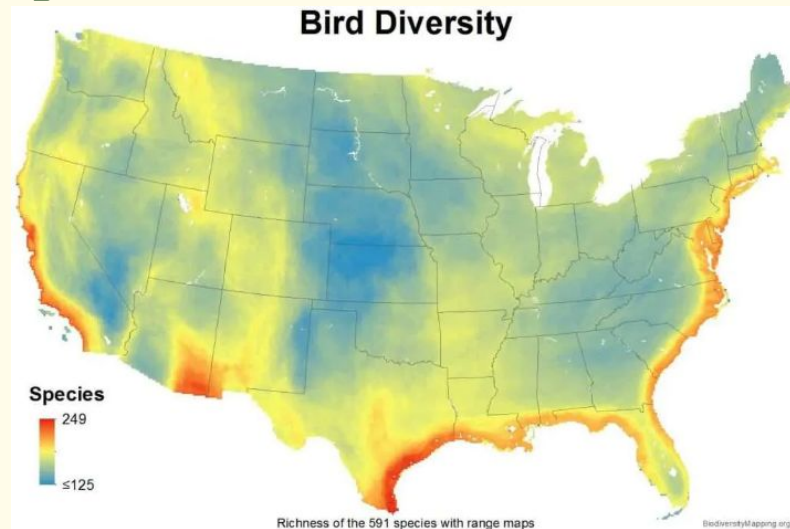 Bird Diversity
Species
249
≤125
Richness of the 591 species with range maps
BiodiversityMapping.org